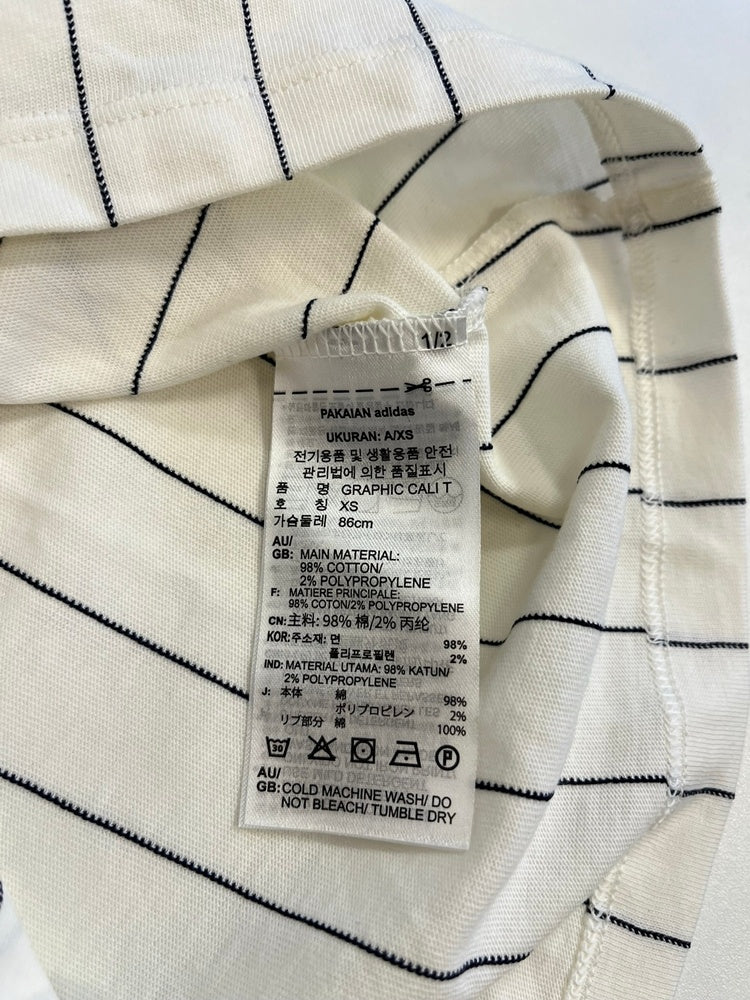 1/2
PAKAIAN adidas
UKURAN: A/XS
전기용품 및 생활용품 안전
관리법에 의한 품질표시
품 명 GRAPHIC CALI T
호 칭 XS
가슴둘레 86cm
AU/
GB: MAIN MATERIAL:
98% COTTON/
2% POLYPROPYLENE
F: MATIERE PRINCIPALE:
98% COTON/2% POLYPROPYLENE
CN:主料: 98% 棉/2% 丙纶
KOR:주소재: 면 98%
폴리프로필렌 2%
IND: MATERIAL UTAMA: 98% KATUN/
2% POLYPROPYLENE
J: 本体 綿 98%
ポリプロピレン 2%
リブ部分 綿 100%
30 P
AU/
GB: COLD MACHINE WASH/ DO
NOT BLEACH/ TUMBLE DRY